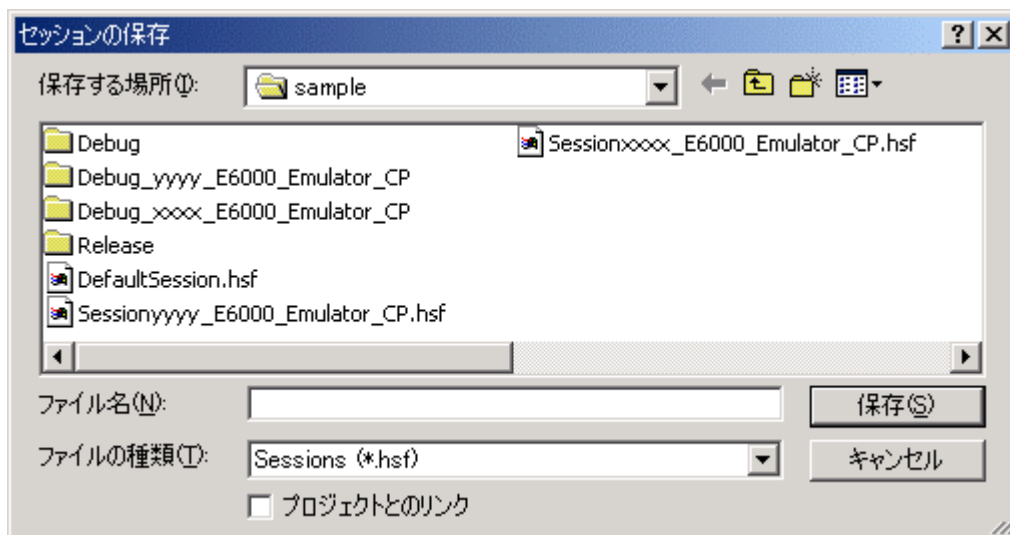 セッションの保存
保存する場所(I):
sample
Debug
Debug_yyyy_E6000_Emulator_CP
Debug_xxxx_E6000_Emulator_CP
Release
DefaultSession.hsf
Sessionyyyy_E6000_Emulator_CP.hsf
Sessionxxxx_E6000_Emulator_CP.hsf
ファイル名(N):
保存(S)
ファイルの種類(T):
Sessions (*.hsf)
キャンセル
プロジェクトとのリンク